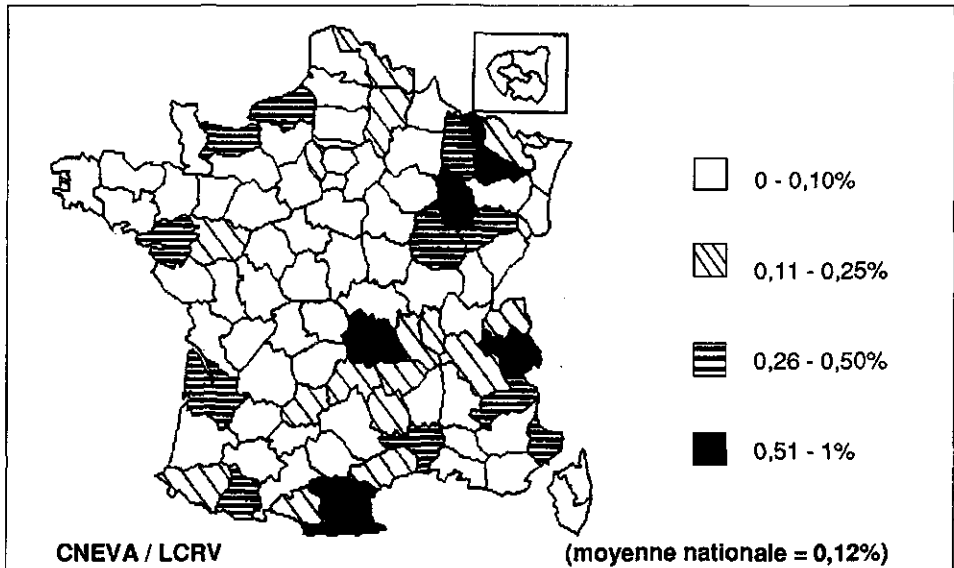 0 - 0,10%
0,11 - 0,25%
0,26 - 0,50%
0,51 - 1%
CNEVA / LCRV
(moyenne nationale = 0,12%)